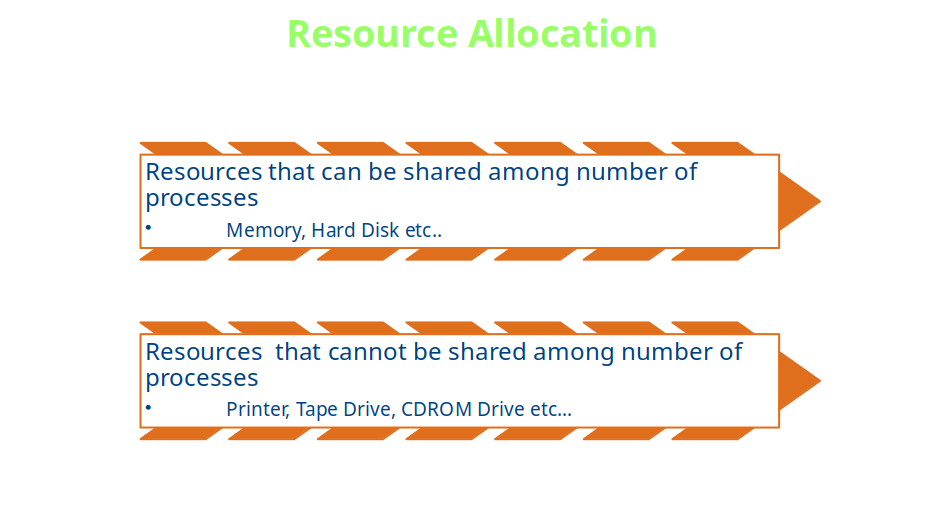 Resource Allocation
Resources that can be shared among number of
processes
• Memory, Hard Disk etc..
Resources  that cannot be shared among number of
processes
• Printer, Tape Drive, CDROM Drive etc...